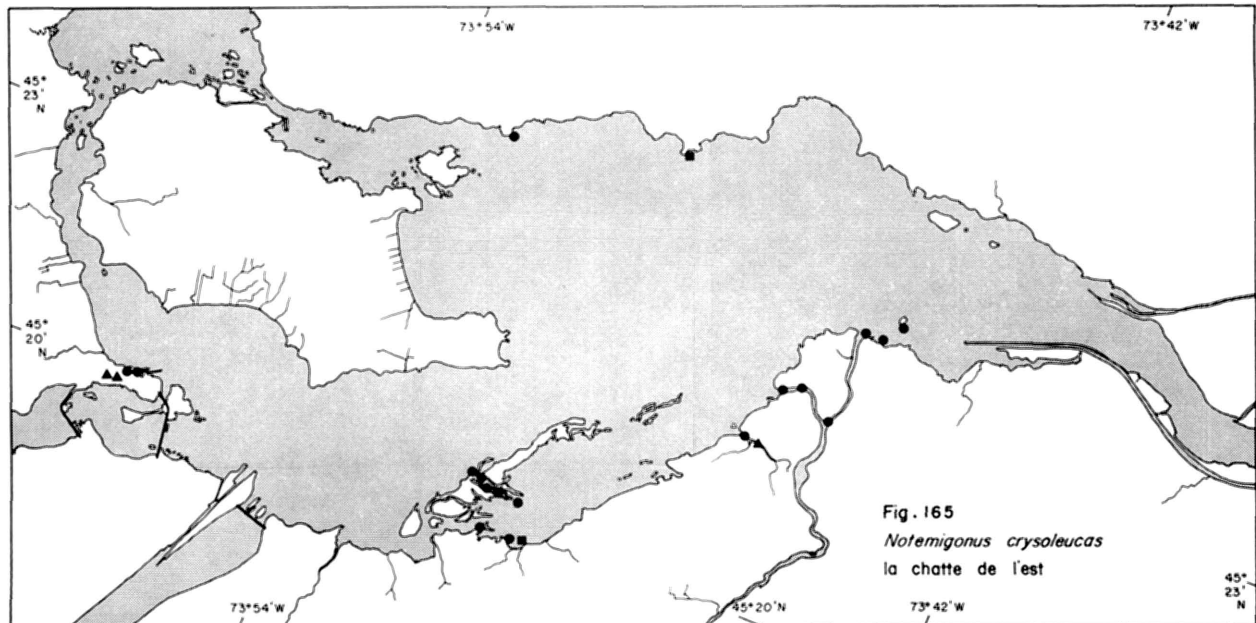 73°54'W
73°42'W
45°
23'
N
45°
20'
N
Fig. 165
Notemigonus crysoleucas
la chatte de l'est
45°
23'
N
73°54'W
45°20'N
73°42'W